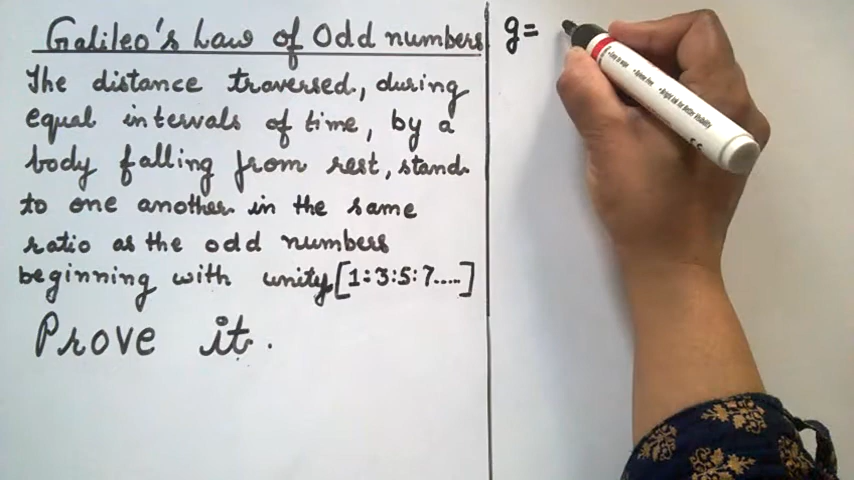 Galileo's Law of Odd numbers
The distance traversed, during
equal intervals of time, by a
body falling from rest, stand
to one another in the same
ratio as the odd numbers
beginning with unity [1:3:5:7.....]
Prove it.
g=